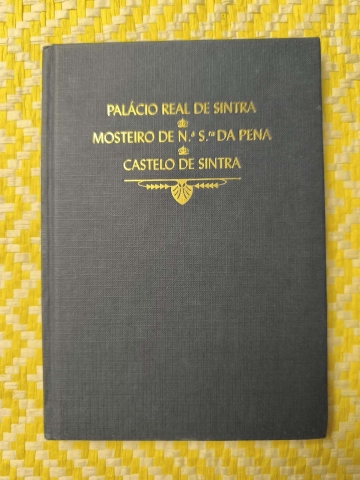 PALÁCIO REAL DE SINTRA
MOSTEIRO DE N.ª S.ra DA PENA
CASTELO DE SINTRA